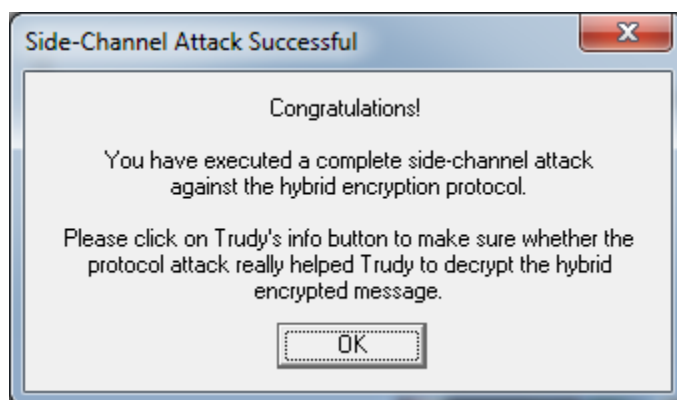 Side-Channel Attack Successful
Congratulations!
You have executed a complete side-channel attack
against the hybrid encryption protocol.
Please click on Trudy's info button to make sure whether the
protocol attack really helped Trudy to decrypt the hybrid
encrypted message.
OK